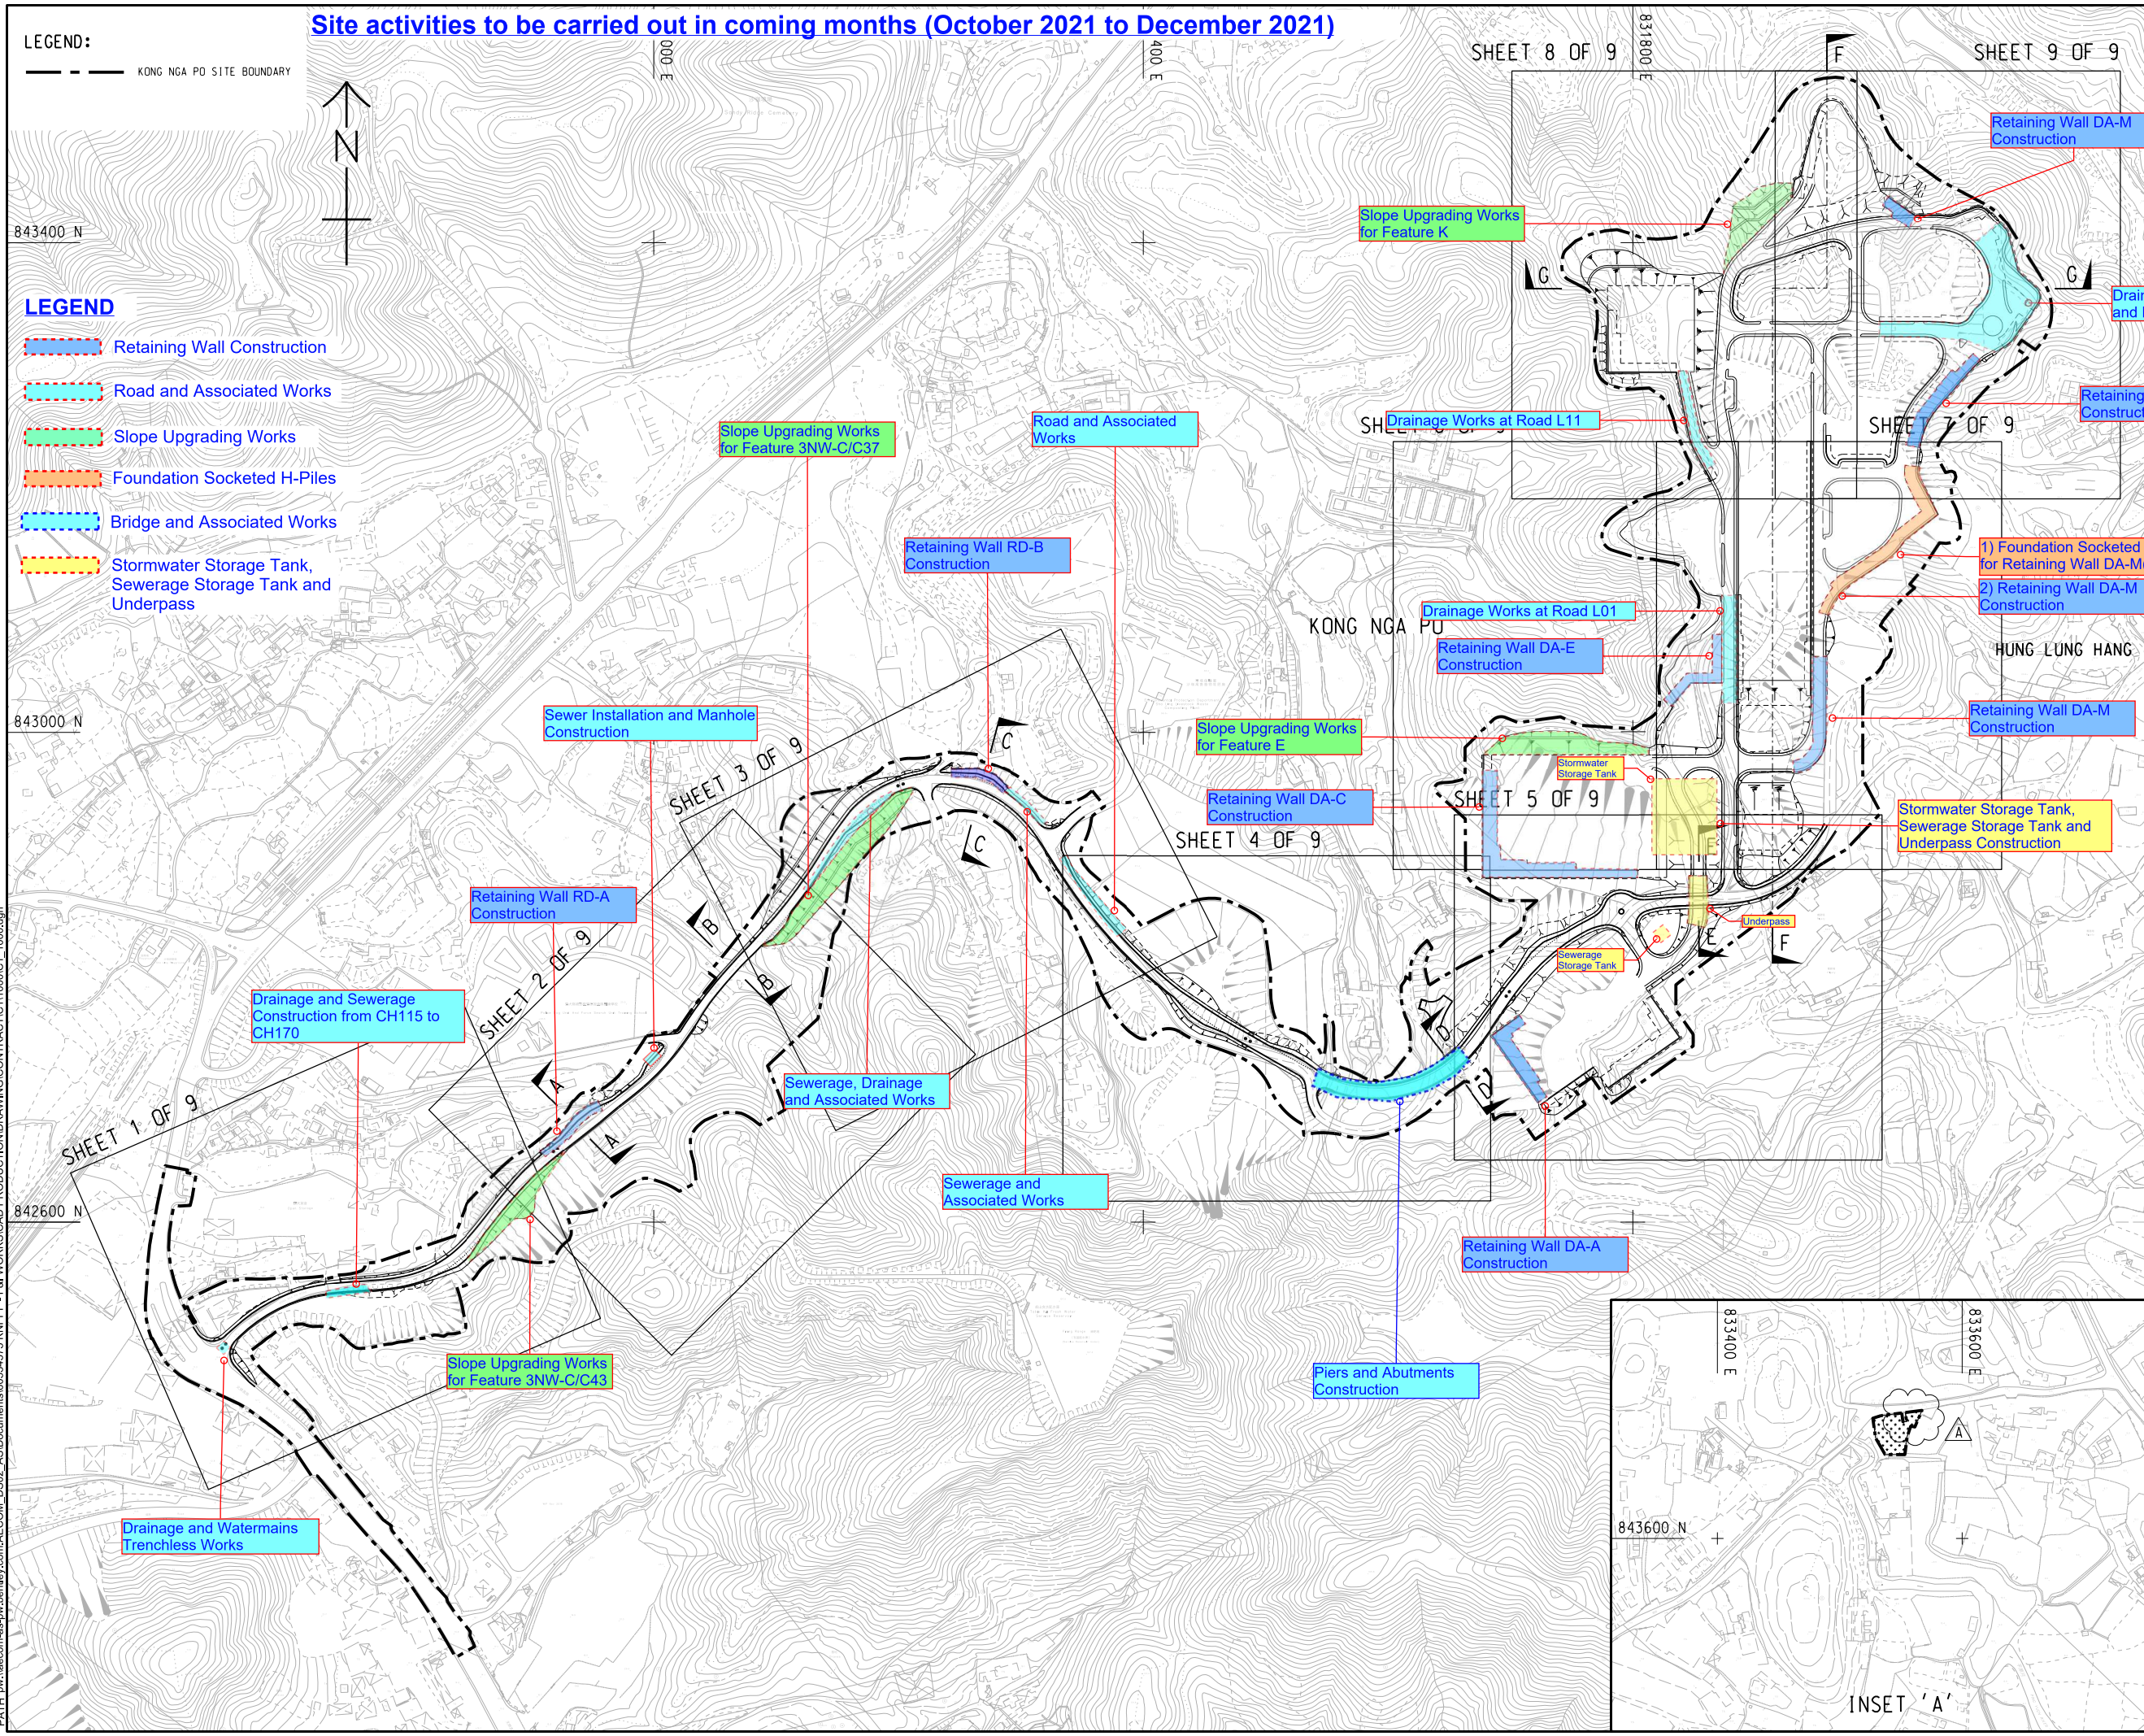 Site activities to be carried out in coming months (October 2021 to December 2021)
LEGEND:
KONG NGA PO SITE BOUNDARY
N
000 E
400 E
831800 E
843400 N
843000 N
842600 N
LEGEND
Retaining Wall Construction
Road and Associated Works
Slope Upgrading Works
Foundation Socketed H-Piles
Bridge and Associated Works
Stormwater Storage Tank,
Sewerage Storage Tank and
Underpass
SHEET 8 OF 9
SHEET 9 OF 9
F
Retaining Wall DA-M
Construction
Slope Upgrading Works
for Feature K
G
G
Drain
and
Retaining
Construct
Drainage Works at Road L11
SHEET 7 OF 9
Slope Upgrading Works
for Feature 3NW-C/C37
Road and Associated
Works
Retaining Wall RD-B
Construction
1) Foundation Socketed
for Retaining Wall DA-M
2) Retaining Wall DA-M
Construction
Drainage Works at Road L01
KONG NGA PO
Retaining Wall DA-E
Construction
HUNG LUNG HANG
Retaining Wall DA-M
Construction
Sewer Installation and Manhole
Construction
Slope Upgrading Works
for Feature E
Stormwater
Storage Tank
SHEET 3 OF 9
C
C
Retaining Wall DA-C
Construction
SHEET 5 OF 9
SHEET 4 OF 9
Stormwater Storage Tank,
Sewerage Storage Tank and
Underpass Construction
E
Retaining Wall RD-A
Construction
B
B
SHEET 2 OF 9
Underpass
Sewerage
Storage Tank
E
F
Drainage and Sewerage
Construction from CH115 to
CH170
D
D
Sewerage, Drainage
and Associated Works
A
A
SHEET 1 OF 9
Sewerage and
Associated Works
Retaining Wall DA-A
Construction
Slope Upgrading Works
for Feature 3NW-C/C43
Piers and Abutments
Construction
Drainage and Watermains
Trenchless Works
833400 E
833600 E
A
843600 N
INSET 'A'